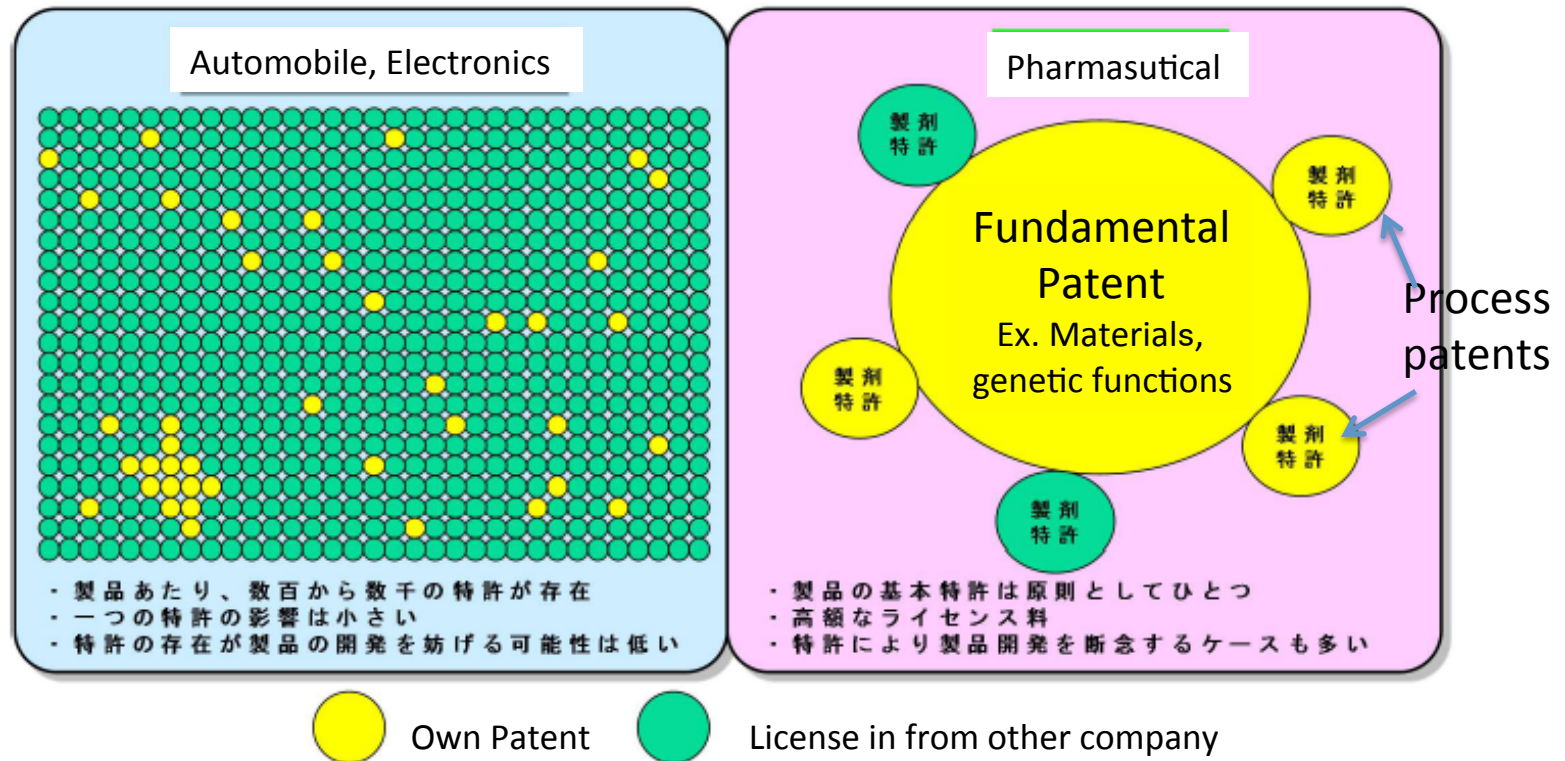 Automobile, Electronics
・製品あたり、数百から数千の特許が存在
・一つの特許の影響は小さい
・特許の存在が製品の開発を妨げる可能性は低い
Pharmasutical
製剤
特許
製剤
特許
Fundamental
Patent
Ex. Materials,
genetic functions
Process
patents
製剤
特許
製剤
特許
製剤
特許
・製品の基本特許は原則としてひとつ
・高額なライセンス料
・特許により製品開発を断念するケースも多い
Own Patent
License in from other company